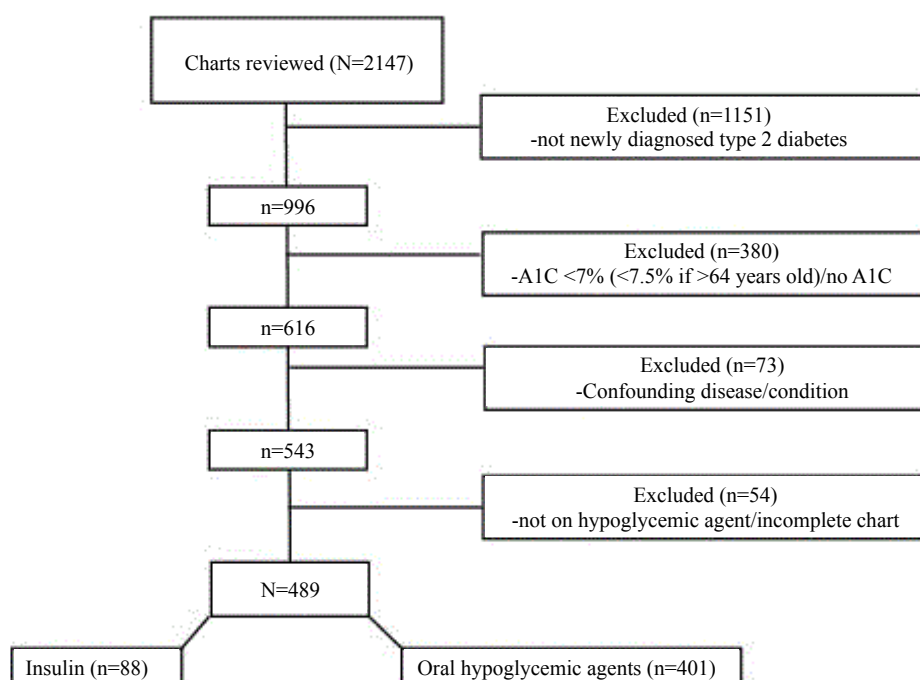 Charts reviewed (N=2147)
Excluded (n=1151)
-not newly diagnosed type 2 diabetes
n=996
Excluded (n=380)
-A1C <7% (<7.5% if >64 years old)/no A1C
n=616
Excluded (n=73)
-Confounding disease/condition
n=543
Excluded (n=54)
-not on hypoglycemic agent/incomplete chart
N=489
Insulin (n=88)
Oral hypoglycemic agents (n=401)